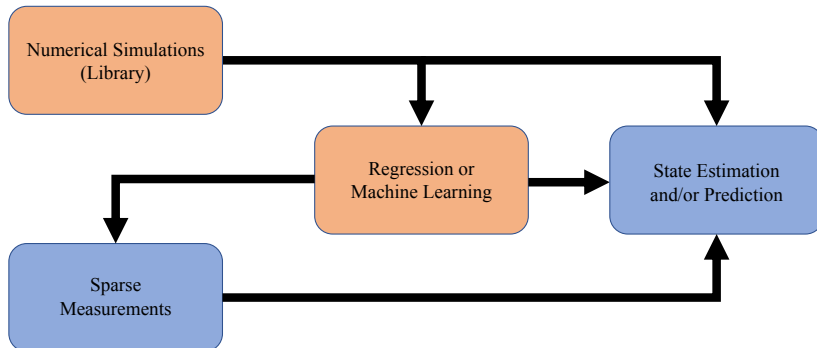 Numerical Simulations
(Library)
Regression or
Machine Learning
State Estimation
and/or Prediction
Sparse
Measurements